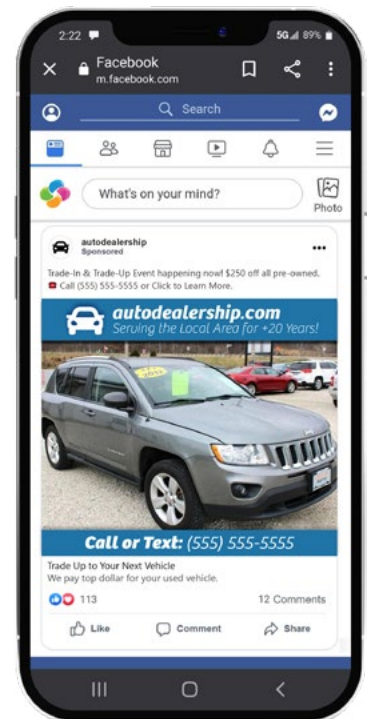 2:22
5G 89%
Facebook
m.facebook.com
Search
What's on your mind?
Photo
autodealership
Sponsored
Trade-In & Trade-Up Event happening now! $250 off all pre-owned.
Call (555) 555-5555 or Click to Learn More.
autodealership.com
Serving the Local Area for +20 Years!
Call or Text: (555) 555-5555
Trade Up to Your Next Vehicle
We pay top dollar for your used vehicle.
113
12 Comments
Like
Comment
Share